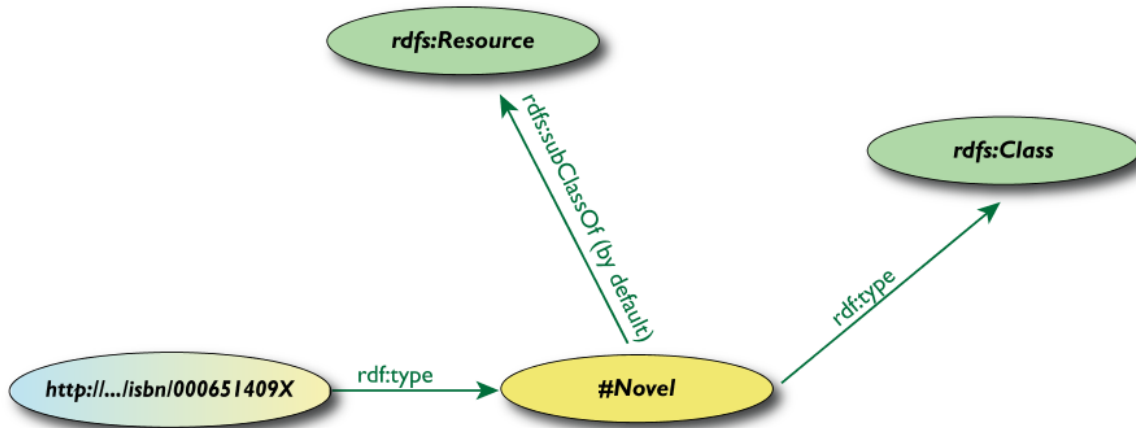 rdfs:Resource
rdfs:subClassOf (by default)
rdfs:Class
rdf:type
http://.../isbn/000651409X
rdf:type
#Novel